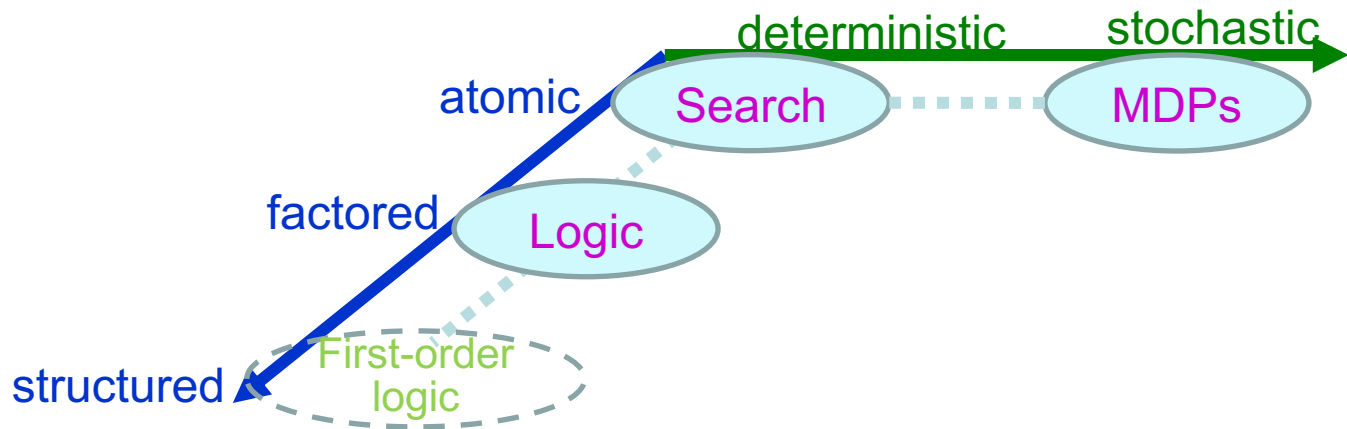 deterministic
stochastic
atomic
Search
MDPs
factored
Logic
First-order
logic
structured